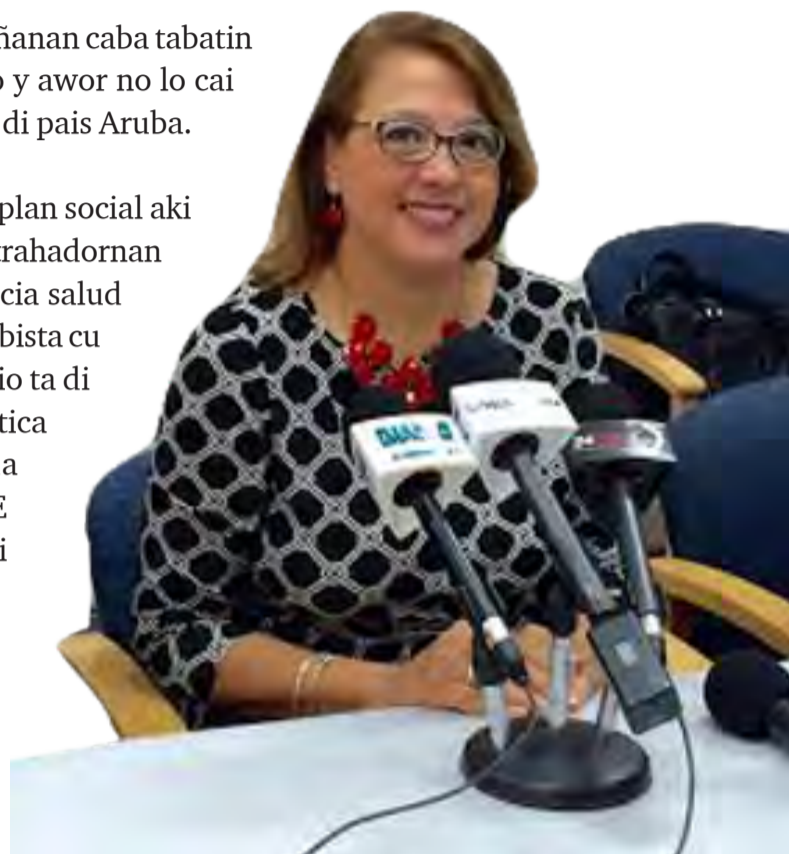 ñanan caba tabatin
y awor no lo cai
di pais Aruba.
plan social aki
trahadornan
cia salud
bista cu
io ta di
tica
a
E
i